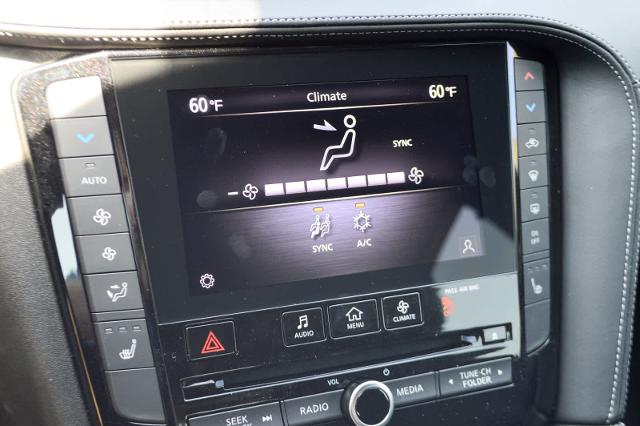 60°F Climate 60°F
SYNC
SYNC A/C
AUTO
ON
OFF
PASS AIR BAG
AUDIO
MENU
CLIMATE
VOL
SEEK
RADIO
MEDIA
TUNE·CH
FOLDER